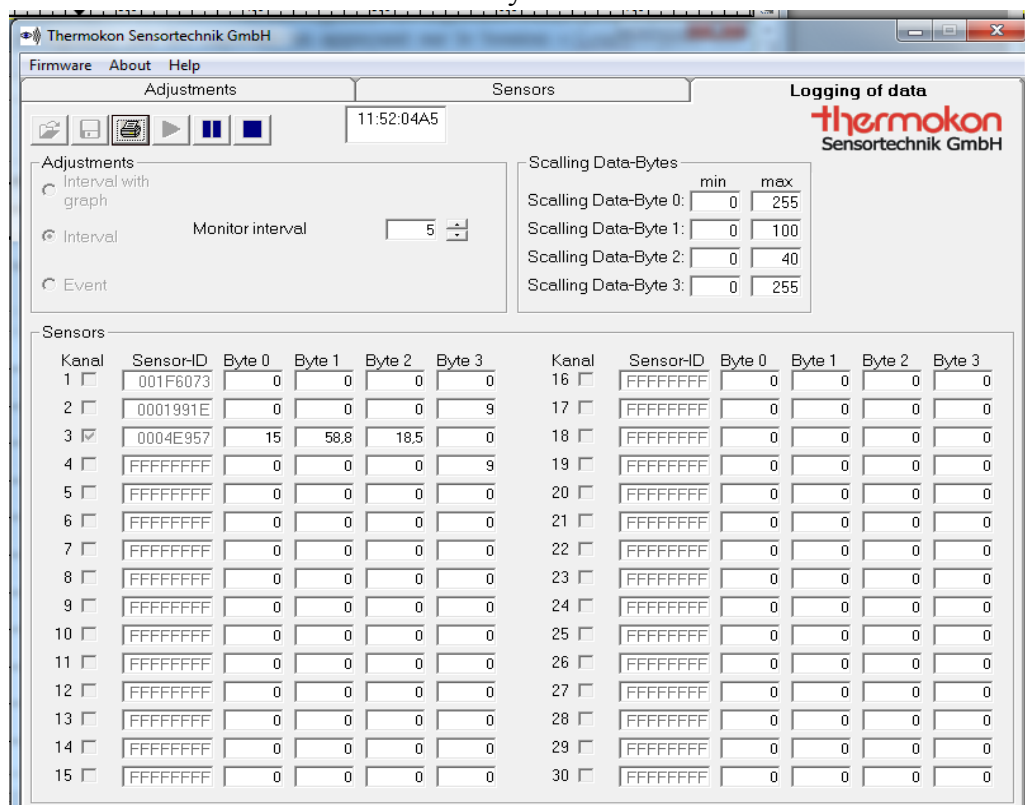 Thermokon Sensortechnik GmbH
Firmware About Help
Adjustments Sensors Logging of data
11:52:04A5
thermokon
Sensortechnik GmbH
Adjustments
Interval with
graph
Interval
Event
Monitor interval 5
Scalling Data-Bytes
min max
Scalling Data-Byte 0: 0 255
Scalling Data-Byte 1: 0 100
Scalling Data-Byte 2: 0 40
Scalling Data-Byte 3: 0 255
Sensors
Kanal Sensor-ID Byte 0 Byte 1 Byte 2 Byte 3
1 001F6073 0 0 0 0
2 0001991E 0 0 0 9
3 0004E957 15 58,8 18,5 0
4 FFFFFFFF 0 0 0 9
5 FFFFFFFF 0 0 0 0
6 FFFFFFFF 0 0 0 0
7 FFFFFFFF 0 0 0 0
8 FFFFFFFF 0 0 0 0
9 FFFFFFFF 0 0 0 0
10 FFFFFFFF 0 0 0 0
11 FFFFFFFF 0 0 0 0
12 FFFFFFFF 0 0 0 0
13 FFFFFFFF 0 0 0 0
14 FFFFFFFF 0 0 0 0
15 FFFFFFFF 0 0 0 0
Kanal Sensor-ID Byte 0 Byte 1 Byte 2 Byte 3
16 FFFFFFFF 0 0 0 0
17 FFFFFFFF 0 0 0 0
18 FFFFFFFF 0 0 0 0
19 FFFFFFFF 0 0 0 0
20 FFFFFFFF 0 0 0 0
21 FFFFFFFF 0 0 0 0
22 FFFFFFFF 0 0 0 0
23 FFFFFFFF 0 0 0 0
24 FFFFFFFF 0 0 0 0
25 FFFFFFFF 0 0 0 0
26 FFFFFFFF 0 0 0 0
27 FFFFFFFF 0 0 0 0
28 FFFFFFFF 0 0 0 0
29 FFFFFFFF 0 0 0 0
30 FFFFFFFF 0 0 0 0